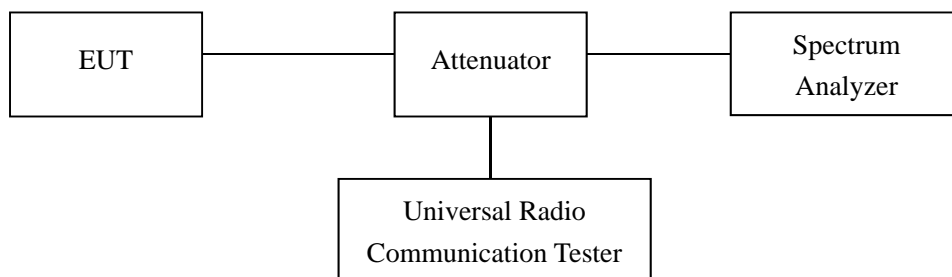 EUT
Attenuator
Spectrum
Analyzer
Universal Radio
Communication Tester